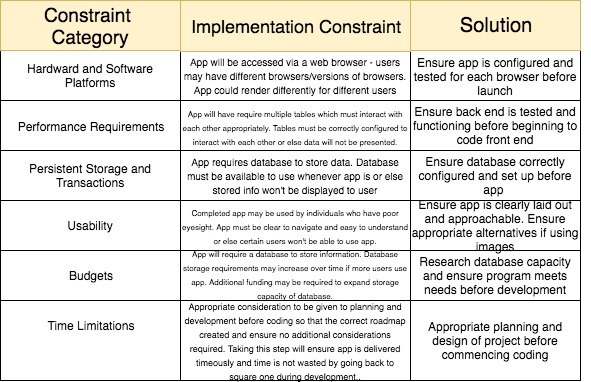 Constraint
Category
Implementation Constraint
Solution
Hardward and Software
Platforms
App will be accessed via a web browser - users
may have different browsers/versions of browsers.
App could render differently for different users
Ensure app is configured and
tested for each browser before
launch
Performance Requirements
App will have require multiple tables which must interact with
each other appropriately. Tables must be correctly configured to
interact with each other or else data will not be presented.
Ensure back end is tested and
functioning before beginning to
code front end
Persistent Storage and
Transactions
App requires database to store data. Database
must be available to use whenever app is or else
stored info won't be displayed to user
Ensure database correctly
configured and set up before
app
Usability
Completed app may be used by individuals who have poor
eyesight. App must be clear to navigate and easy to understand
or else certain users won't be able to use app.
Ensure app is clearly laid out
and approachable. Ensure
appropriate alternatives if using
images
Budgets
App will require a database to store information. Database
storage requirements may increase over time if more users use
app. Additional funding may be required to expand storage
capacity of database.
Research database capacity
and ensure program meets
needs before development
Time Limitations
Appropriate consideration to be given to planning and
development before coding so that the correct roadmap
created and ensure no additional considerations
required. Taking this step will ensure app is delivered
timeously and time is not wasted by going back to
square one during development..
Appropriate planning and
design of project before
commencing coding